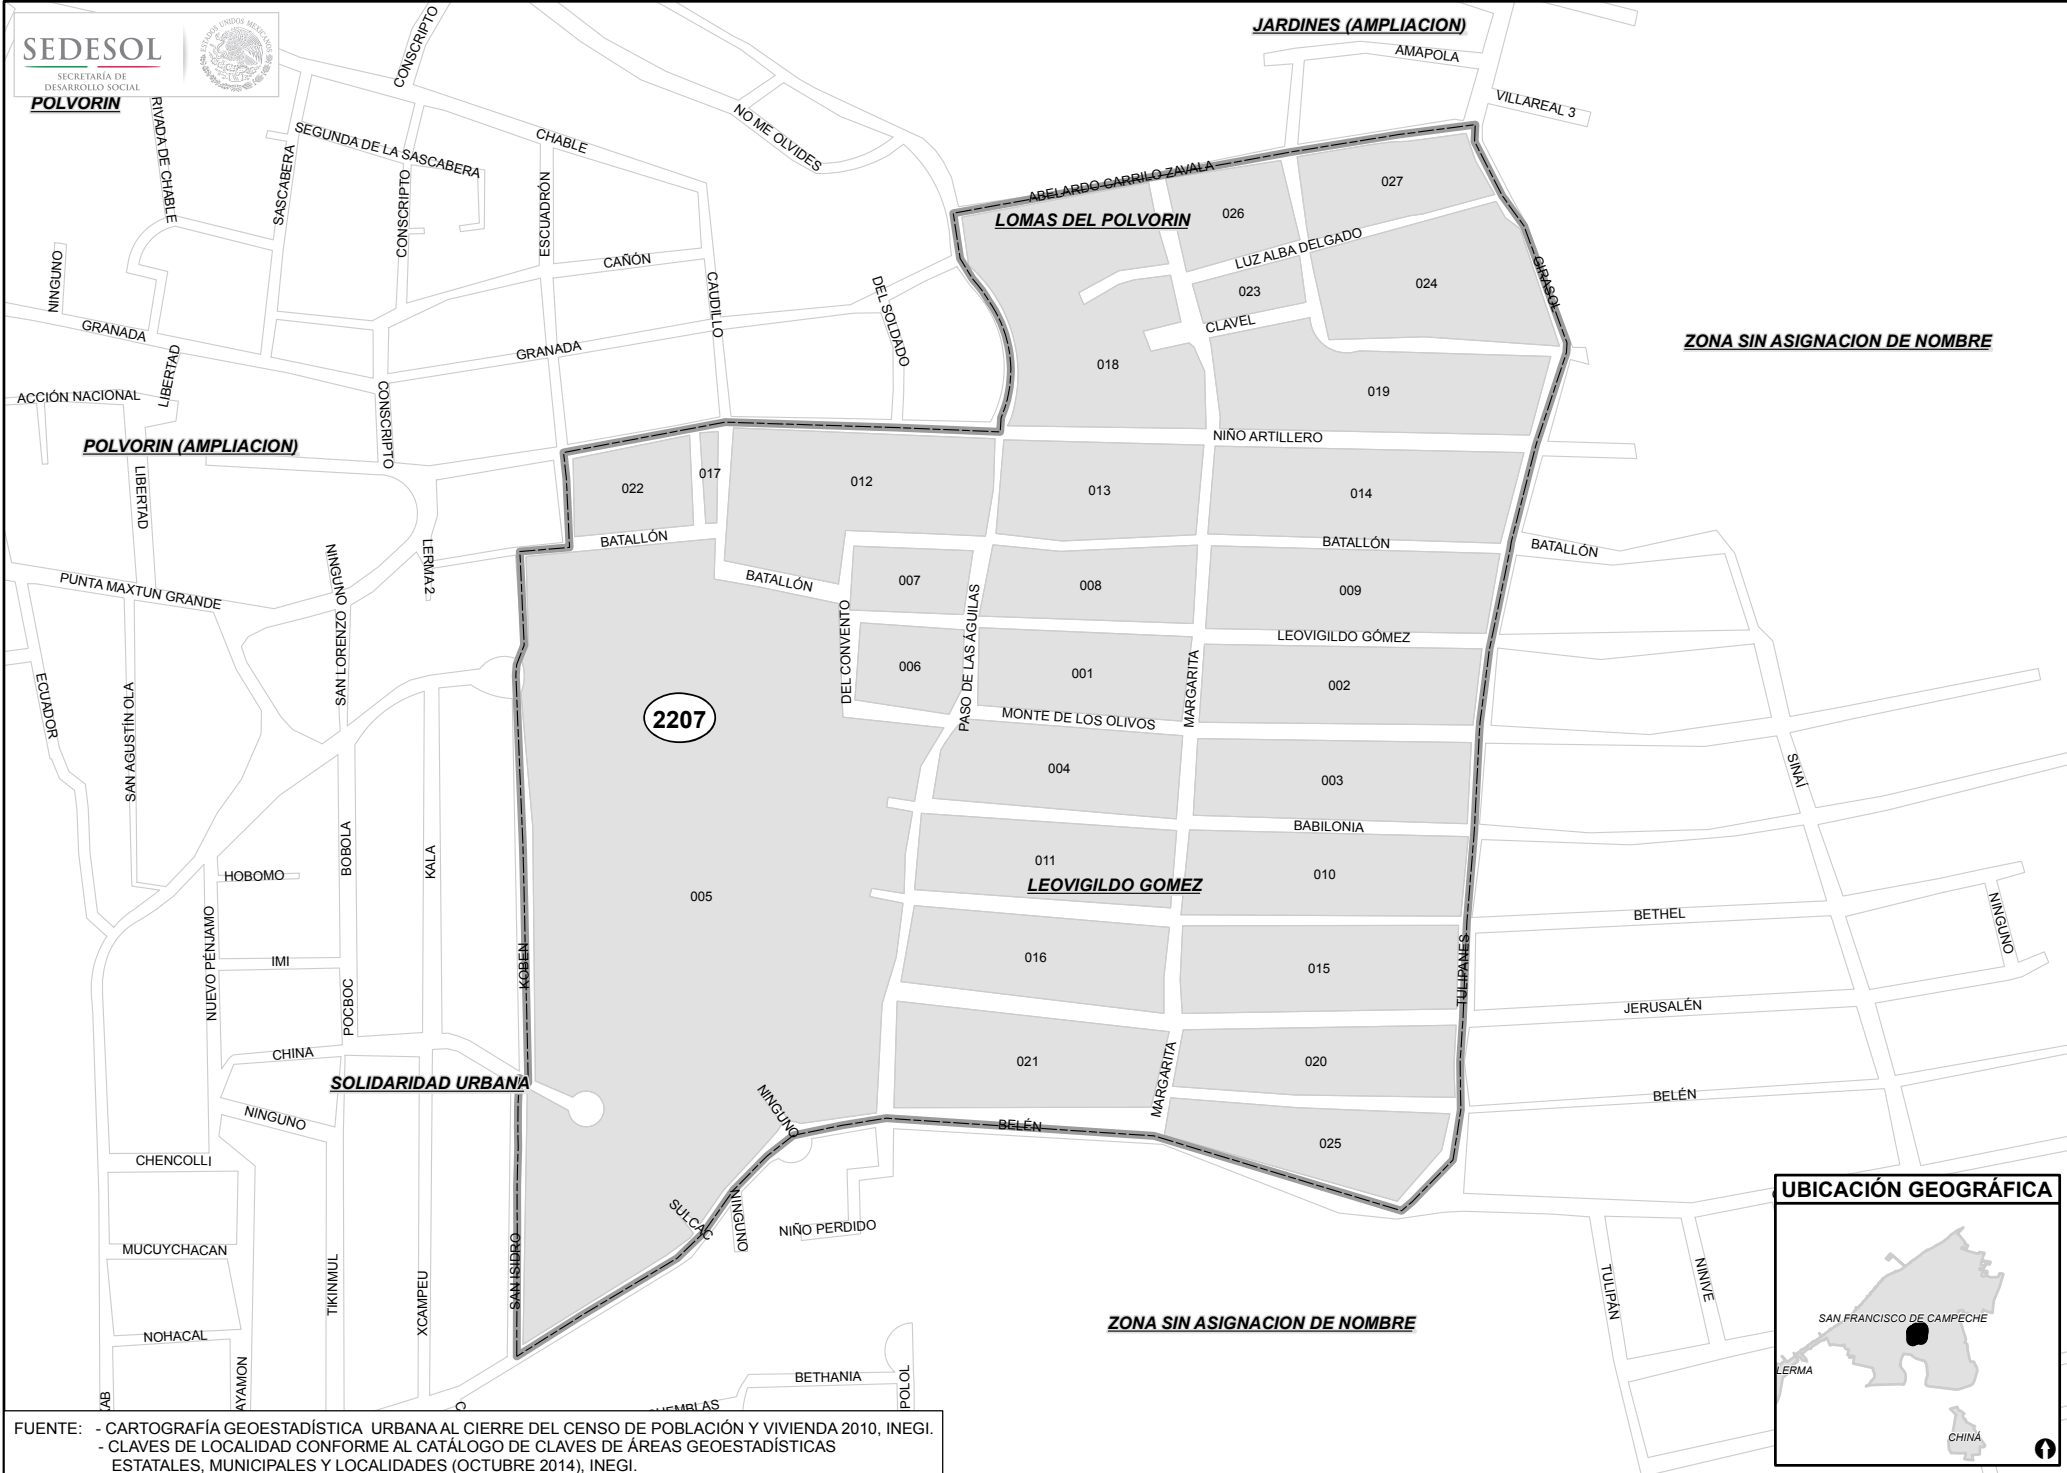 SEDESOL
SECRETARÍA DE
DESARROLLO SOCIAL
ESTADOS UNIDOS MEXICANOS
POLVORIN
JARDINES (AMPLIACION)
AMAPOLA
VILLAREAL 3
CONSCRIPTO
NO ME OLVIDES
CHABLE
SEGUNDA DE LA SASCABERA
RIVADA DE CHABLE
SASCABERA
CONSCRIPTO
ESCUADRÓN
CAÑÓN
CAUDILLO
DEL SOLDADO
NINGUNO
GRANADA
GRANADA
LIBERTAD
ACCIÓN NACIONAL
CONSCRIPTO
POLVORIN (AMPLIACION)
LIBERTAD
ABELARDO CARRILO ZAVALA
LOMAS DEL POLVORIN
026
027
LUZ ALBA DELGADO
023
024
GIRASOL
CLAVEL
018
019
ZONA SIN ASIGNACION DE NOMBRE
NIÑO ARTILLERO
022
017
012
013
014
BATALLÓN
BATALLÓN
BATALLÓN
BATALLÓN
LERMA 2
NINGUNO
PUNTA MAXTUN GRANDE
SAN LORENZO
007
008
009
DEL CONVENTO
PASO DE LAS ÁGUILAS
LEOVIGILDO GÓMEZ
006
001
MARGARITA
002
ECUADOR
SAN AGUSTÍN OLA
2207
MONTE DE LOS OLIVOS
004
003
SINAÍ
BABILONIA
BOBOLA
KALA
HOBOMO
011
010
LEOVIGILDO GOMEZ
005
BETHEL
NINGUNO
NUEVO PÉNJAMO
IMI
KOBEN
016
015
TULIPANES
POCBOC
JERUSALÉN
CHINA
SOLIDARIDAD URBANA
021
MARGARITA
020
NINGUNO
NINGUNO
BELÉN
BELÉN
025
CHENCOLLI
SULCAC
NINGUNO
NIÑO PERDIDO
MUCUYCHACAN
TIKINMUL
XCAMPEU
SAN ISIDRO
TULIPÁN
NINIVE
NOHACAL
ZONA SIN ASIGNACION DE NOMBRE
AYAMON
BETHANIA
POLOL
UBICACIÓN GEOGRÁFICA
SAN FRANCISCO DE CAMPECHE
LERMA
CHINÁ
FUENTE: - CARTOGRAFÍA GEOESTADÍSTICA URBANA AL CIERRE DEL CENSO DE POBLACIÓN Y VIVIENDA 2010, INEGI.
- CLAVES DE LOCALIDAD CONFORME AL CATÁLOGO DE CLAVES DE ÁREAS GEOESTADÍSTICAS
ESTATALES, MUNICIPALES Y LOCALIDADES (OCTUBRE 2014), INEGI.